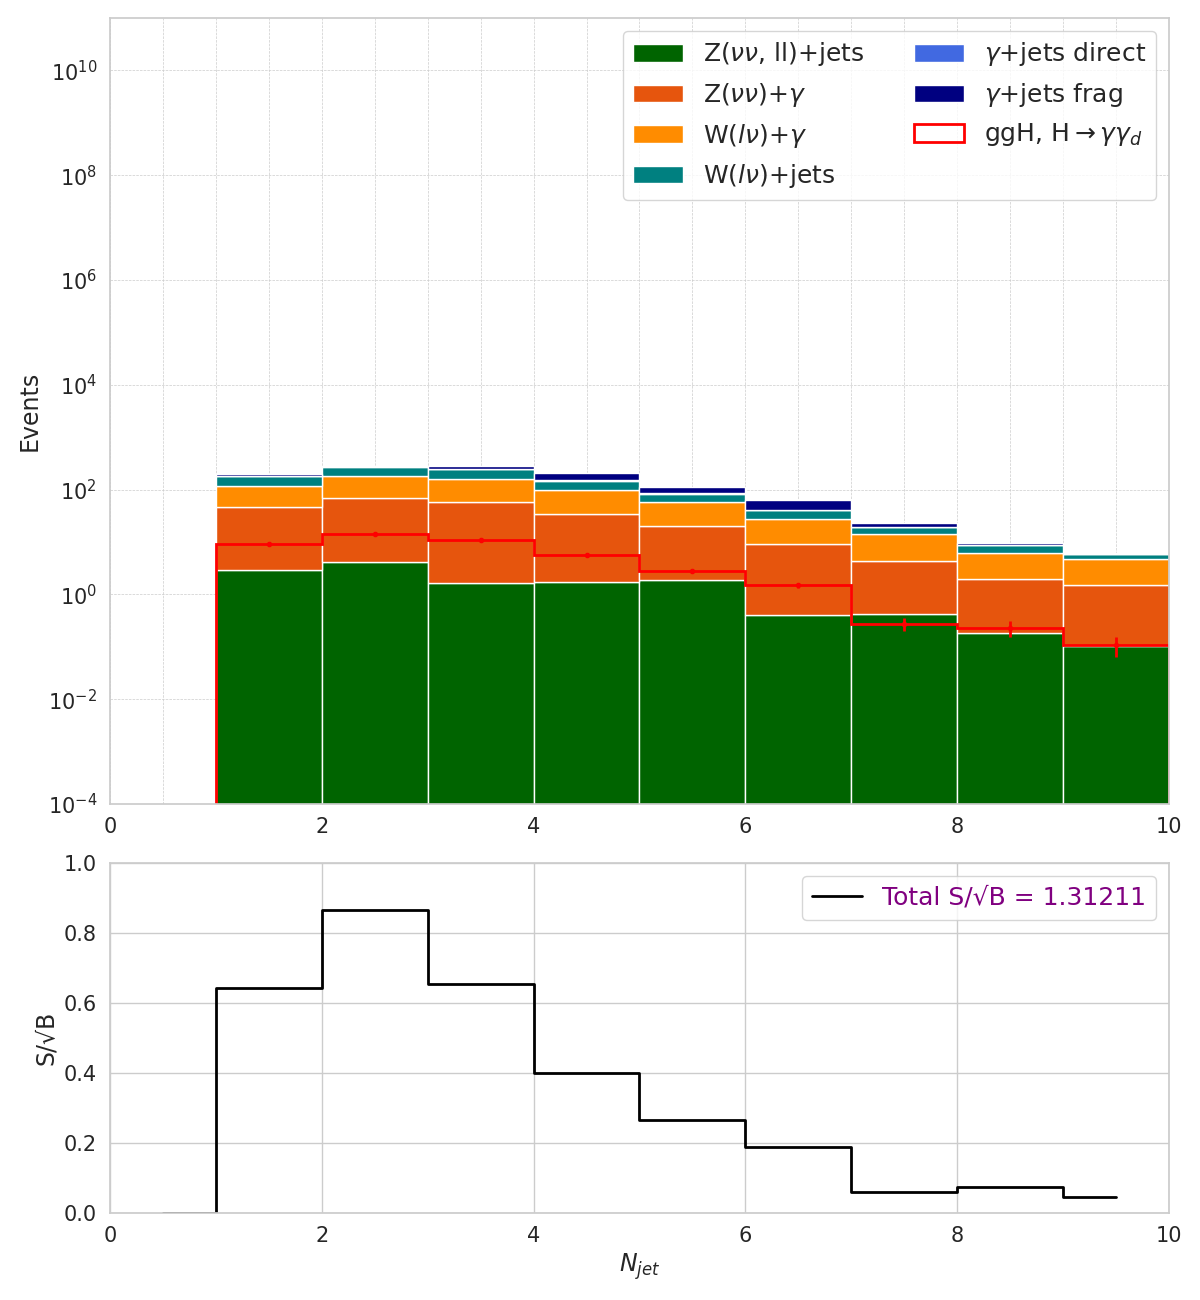 Z(νν, ll)+jets
Z(νν)+γ
W(lν)+γ
W(lν)+jets
γ+jets direct
γ+jets frag
ggH, H→γγ_d
Events
10^10
10^8
10^6
10^4
10^2
10^0
10^−2
10^−4
0 2 4 6 8 10
Total S/√B = 1.31211
S/√B
1.0
0.8
0.6
0.4
0.2
0.0
0 2 4 6 8 10
N_jet